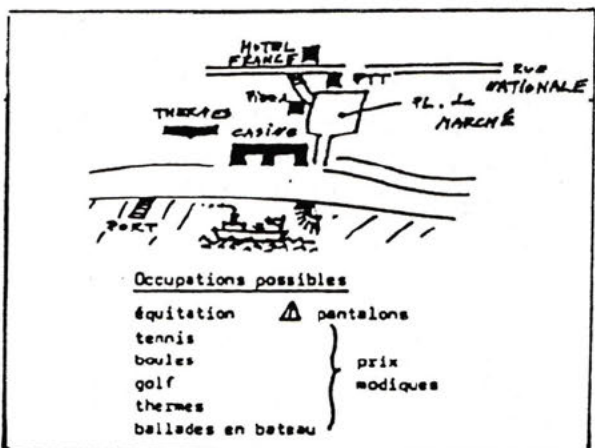 HOTEL
FRANCE
PTT
RUE
NATIONALE
PL. du
MARCHÉ
THERMES
CASINO
PORT
Occupations possibles
équitation ⚠ pantalons
tennis
boules
golf
thermes
ballades en bateau
prix
modiques